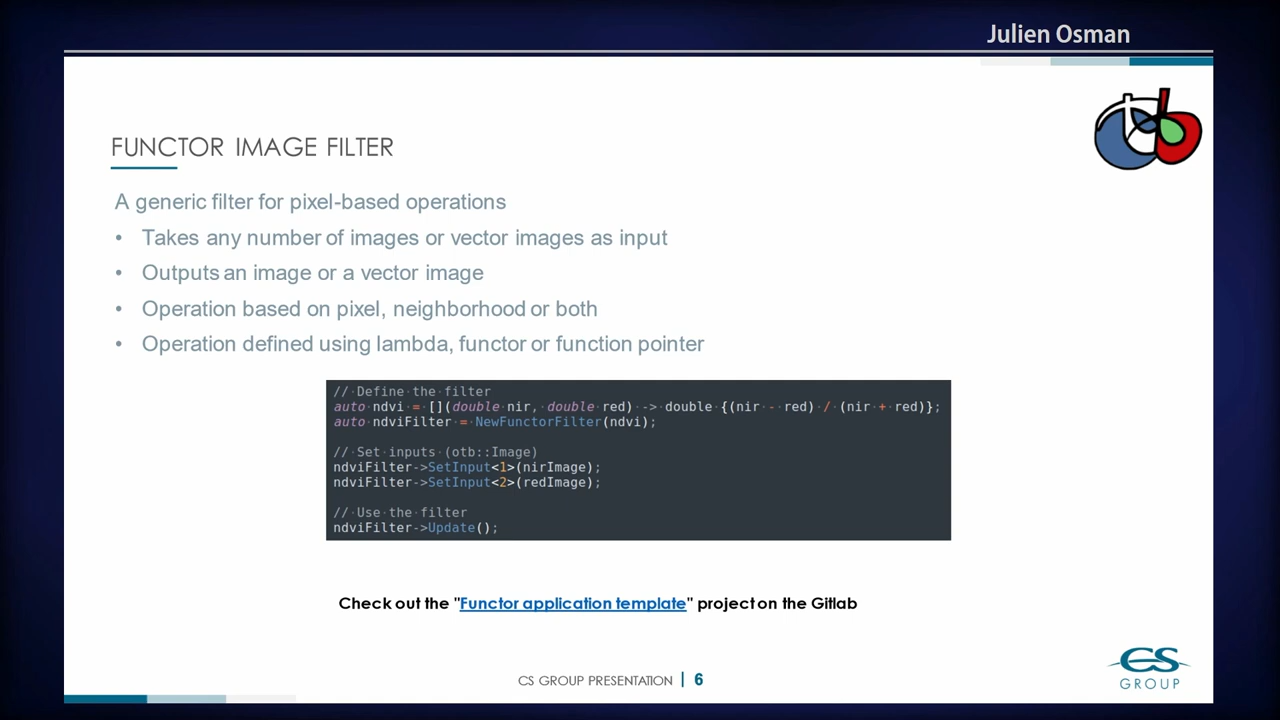 Julien Osman
FUNCTOR IMAGE FILTER
A generic filter for pixel-based operations
• Takes any number of images or vector images as input
• Outputs an image or a vector image
• Operation based on pixel, neighborhood or both
• Operation defined using lambda, functor or function pointer
// Define the filter
auto ndvi = [](double nir, double red) -> double {(nir - red) / (nir + red)};
auto ndviFilter = NewFunctorFilter(ndvi);
// Set inputs (otb::Image)
ndviFilter->SetInput<1>(nirImage);
ndviFilter->SetInput<2>(redImage);
// Use the filter
ndviFilter->Update();
Check out the "Functor application template" project on the Gitlab
CS GROUP PRESENTATION | 6
CS
GROUP